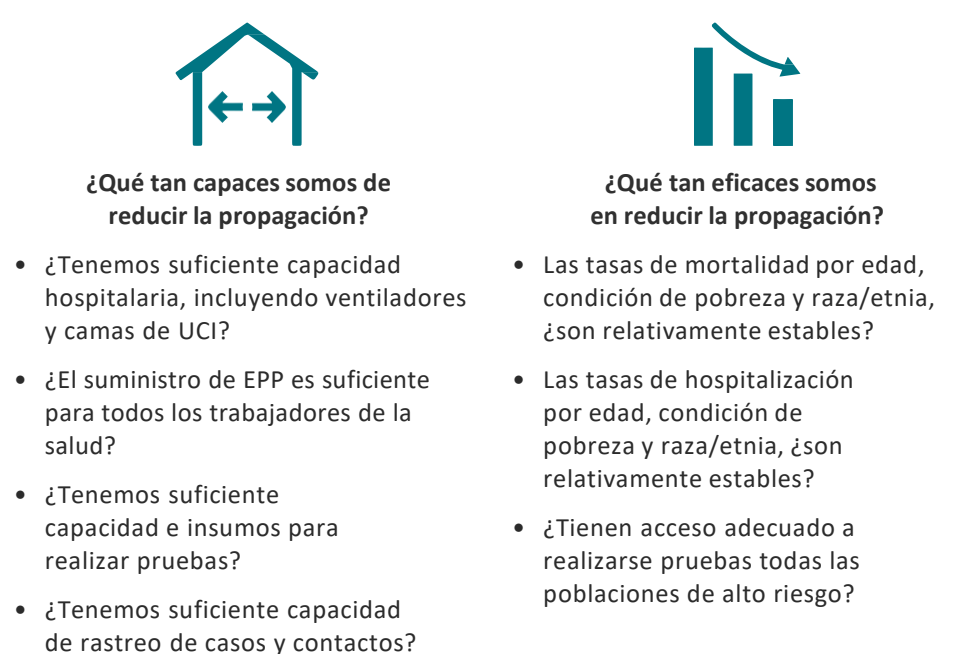 ¿Qué tan capaces somos de
reducir la propagación?
• ¿Tenemos suficiente capacidad
hospitalaria, incluyendo ventiladores
y camas de UCI?
• ¿El suministro de EPP es suficiente
para todos los trabajadores de la
salud?
• ¿Tenemos suficiente
capacidad e insumos para
realizar pruebas?
• ¿Tenemos suficiente capacidad
de rastreo de casos y contactos?
¿Qué tan eficaces somos
en reducir la propagación?
• Las tasas de mortalidad por edad,
condición de pobreza y raza/etnia,
¿son relativamente estables?
• Las tasas de hospitalización
por edad, condición de
pobreza y raza/etnia, ¿son
relativamente estables?
• ¿Tienen acceso adecuado a
realizarse pruebas todas las
poblaciones de alto riesgo?